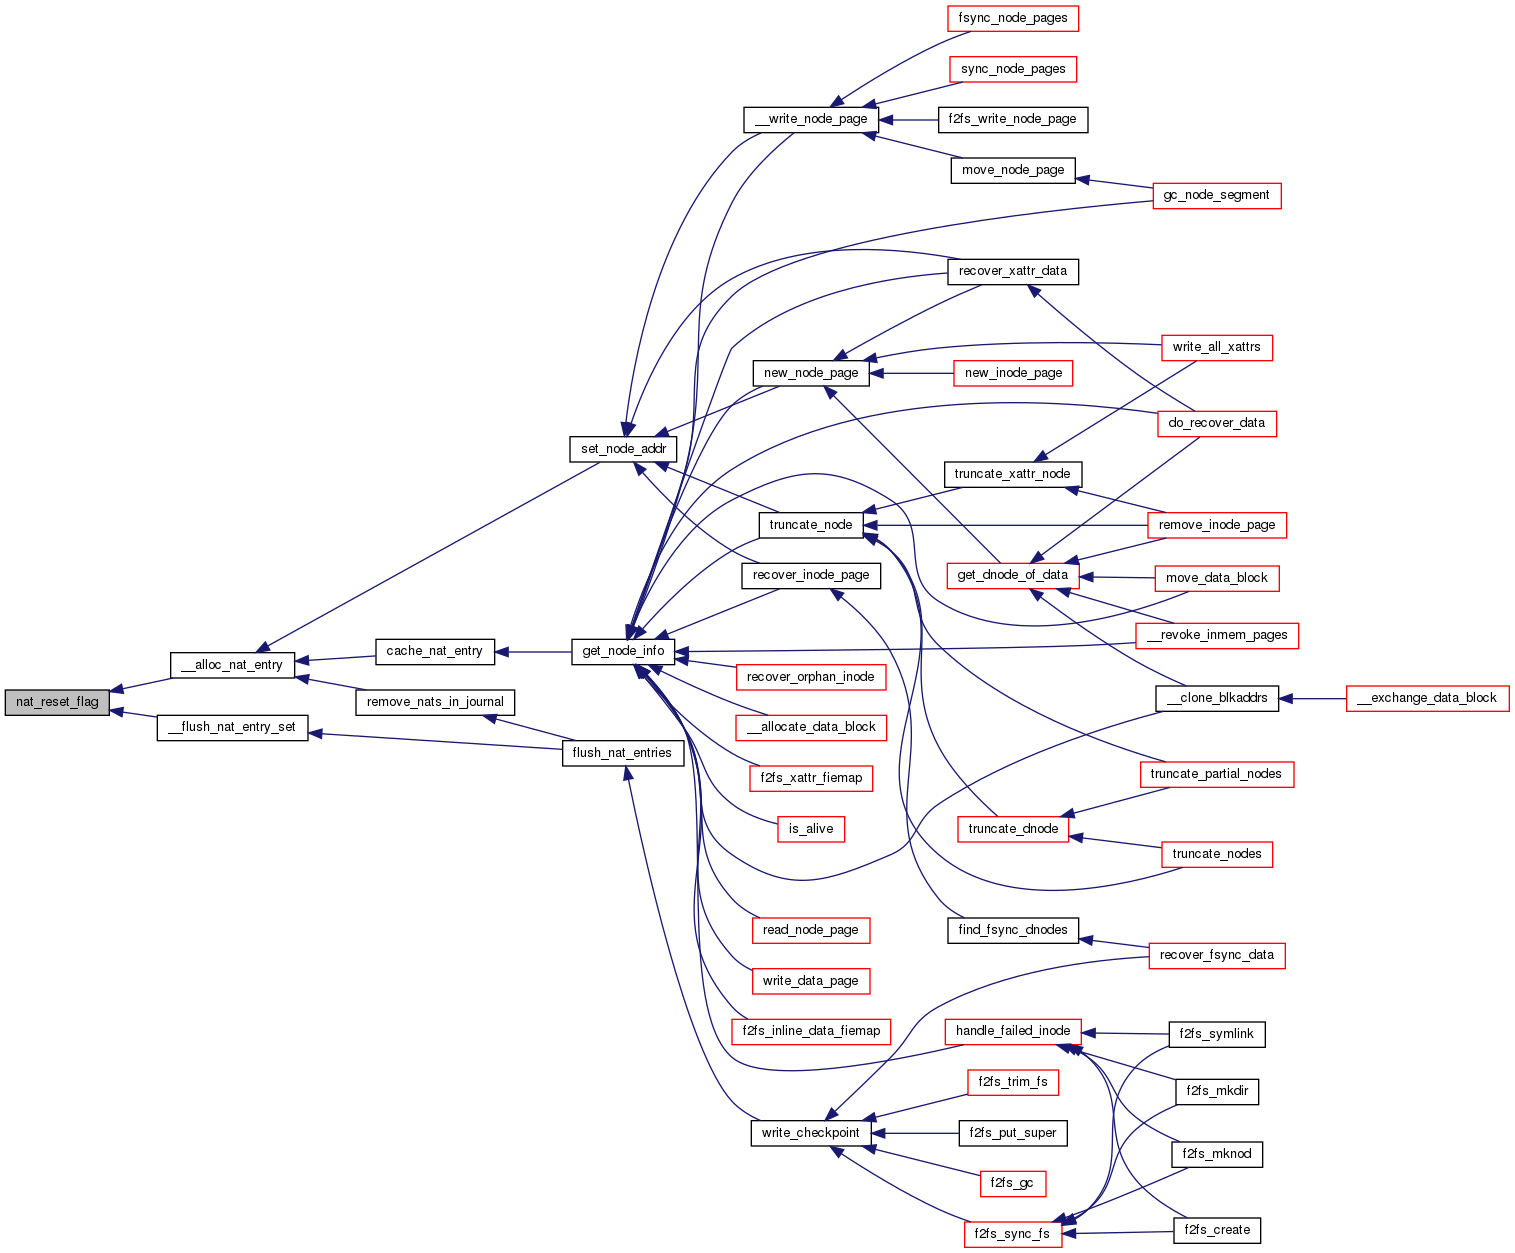 fsync_node_pages
sync_node_pages
__write_node_page
f2fs_write_node_page
move_node_page
gc_node_segment
recover_xattr_data
write_all_xattrs
new_node_page
new_inode_page
do_recover_data
set_node_addr
truncate_xattr_node
truncate_node
remove_inode_page
recover_inode_page
get_dnode_of_data
move_data_block
__revoke_inmem_pages
get_node_info
cache_nat_entry
__alloc_nat_entry
recover_orphan_inode
nat_reset_flag
remove_nats_in_journal
__clone_blkaddrs
__exchange_data_block
__flush_nat_entry_set
__allocate_data_block
flush_nat_entries
f2fs_xattr_fiemap
truncate_partial_nodes
is_alive
truncate_dnode
truncate_nodes
read_node_page
find_fsync_dnodes
recover_fsync_data
write_data_page
f2fs_inline_data_fiemap
handle_failed_inode
f2fs_symlink
f2fs_trim_fs
f2fs_mkdir
write_checkpoint
f2fs_put_super
f2fs_mknod
f2fs_gc
f2fs_sync_fs
f2fs_create